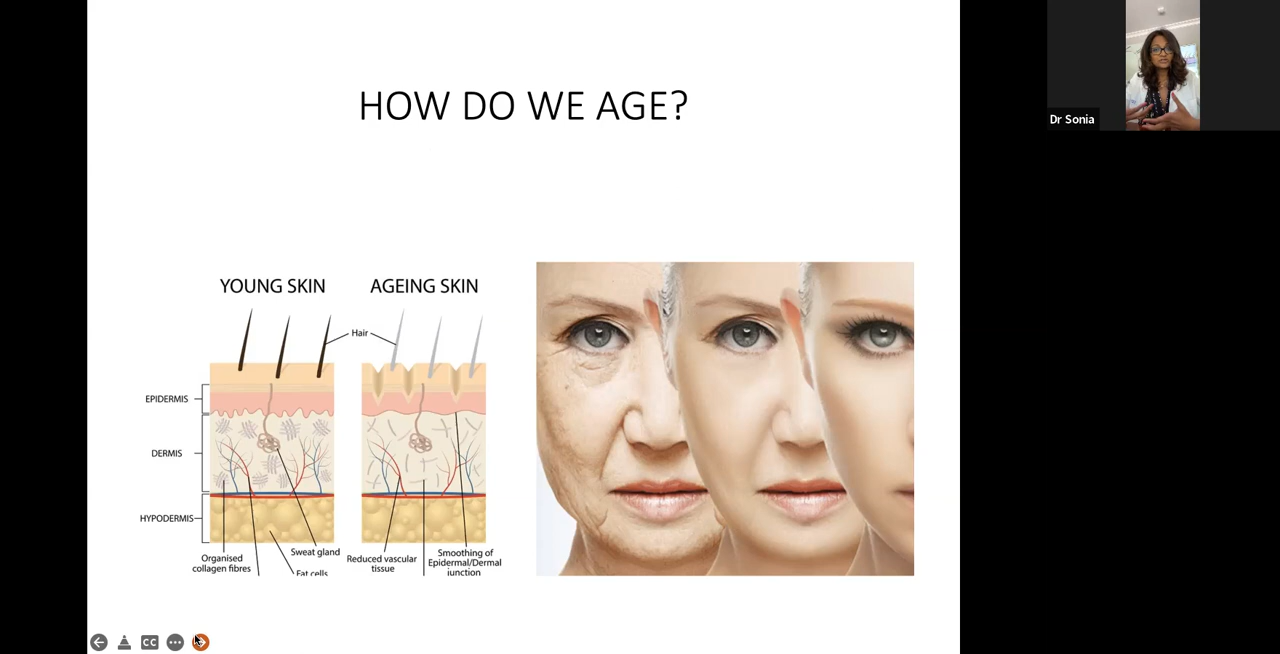 HOW DO WE AGE?
Dr Sonia
YOUNG SKIN
AGEING SKIN
Hair
EPIDERMIS
DERMIS
HYPODERMIS
Organised
collagen fibres
Sweat gland
Fat cells
Reduced vascular
tissue
Smoothing of
Epidermal/Dermal
junction
CC